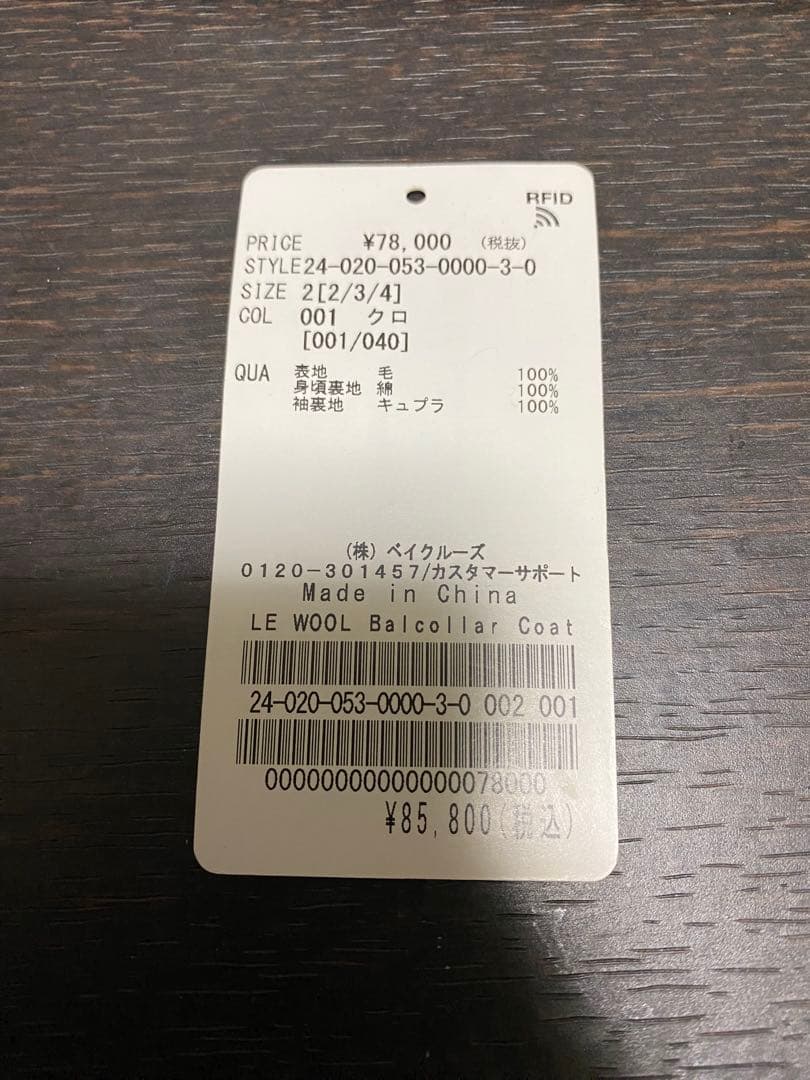 RFID
PRICE ¥78,000 (税抜)
STYLE24-020-053-0000-3-0
SIZE 2[2/3/4]
COL 001 クロ
[001/040]
QUA 表地 毛 100%
身頃裏地 綿 100%
袖裏地 キュプラ 100%
(株) ベイクルーズ
0120-301457/カスタマーサポート
Made in China
LE WOOL Balcollar Coat
24-020-053-0000-3-0 002 001
00000000000000078000
¥85,800(税込)